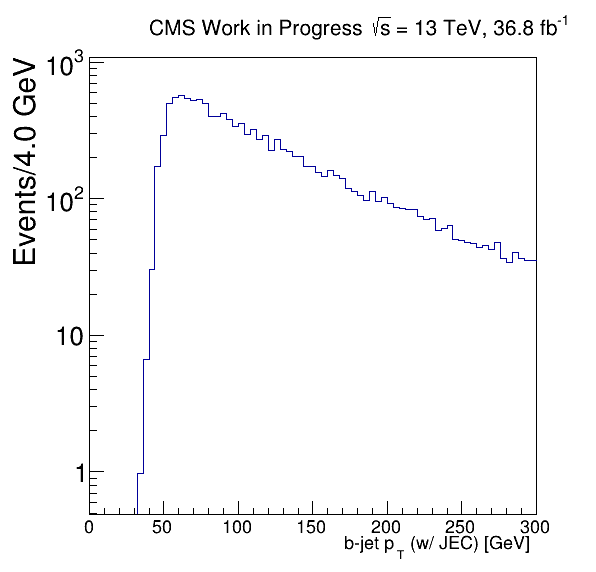 CMS Work in Progress √s = 13 TeV, 36.8 fb⁻¹
Events/4.0 GeV
10³
10²
10
1
0 50 100 150 200 250 300
b-jet p_T (w/ JEC) [GeV]